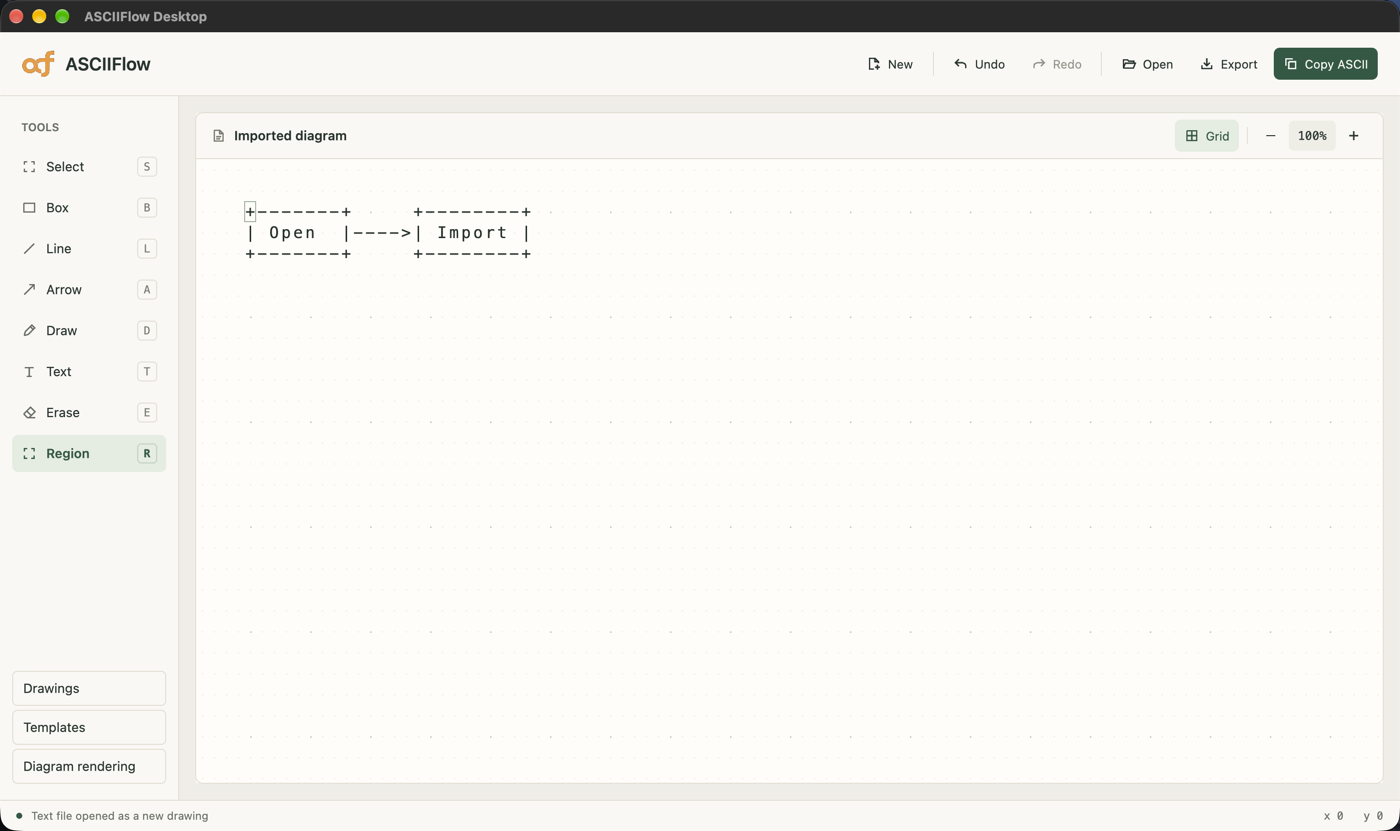 ASCIIFlow Desktop
af ASCIIFlow
New Undo Redo Open Export Copy ASCII
TOOLS
Select S
Box B
Line L
Arrow A
Draw D
Text T
Erase E
Region R
Drawings
Templates
Diagram rendering
Imported diagram
Grid − 100% +
+-------+     +--------+
| Open  |---->| Import |
+-------+     +--------+
Text file opened as a new drawing
x 0 y 0